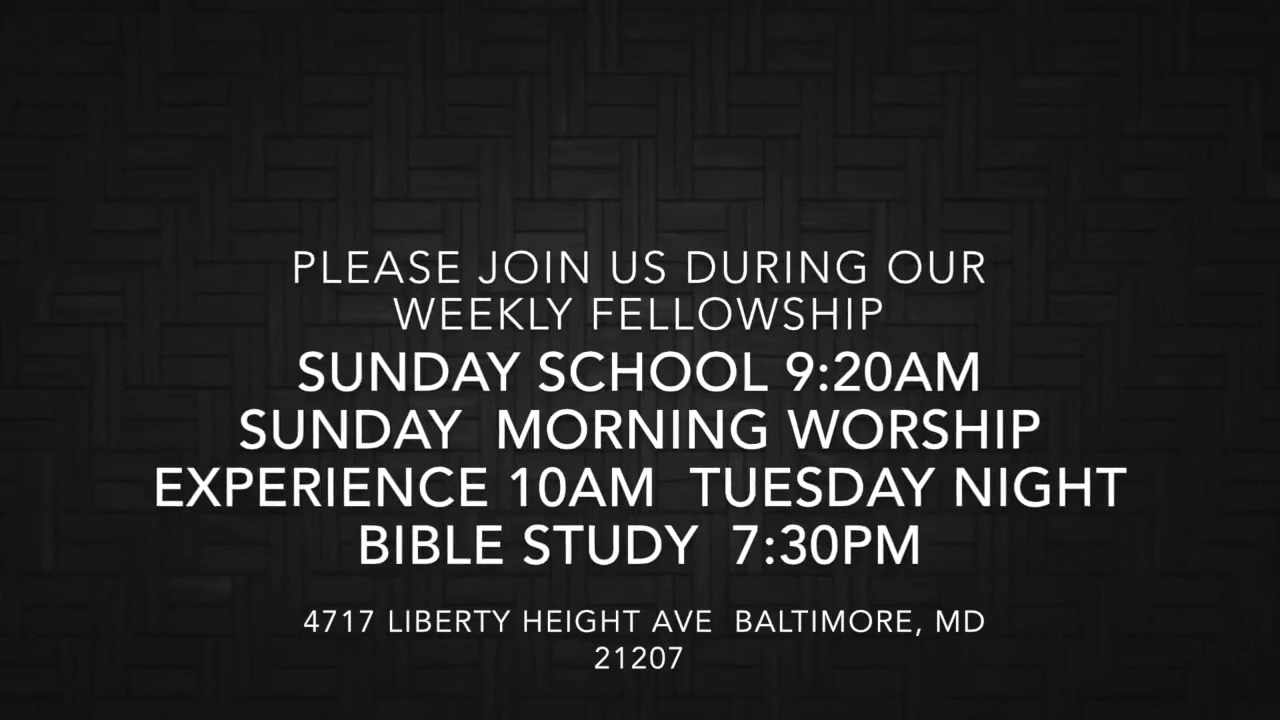 PLEASE JOIN US DURING OUR
WEEKLY FELLOWSHIP
SUNDAY SCHOOL 9:20AM
SUNDAY MORNING WORSHIP
EXPERIENCE 10AM TUESDAY NIGHT
BIBLE STUDY 7:30PM
4717 LIBERTY HEIGHT AVE BALTIMORE, MD
21207